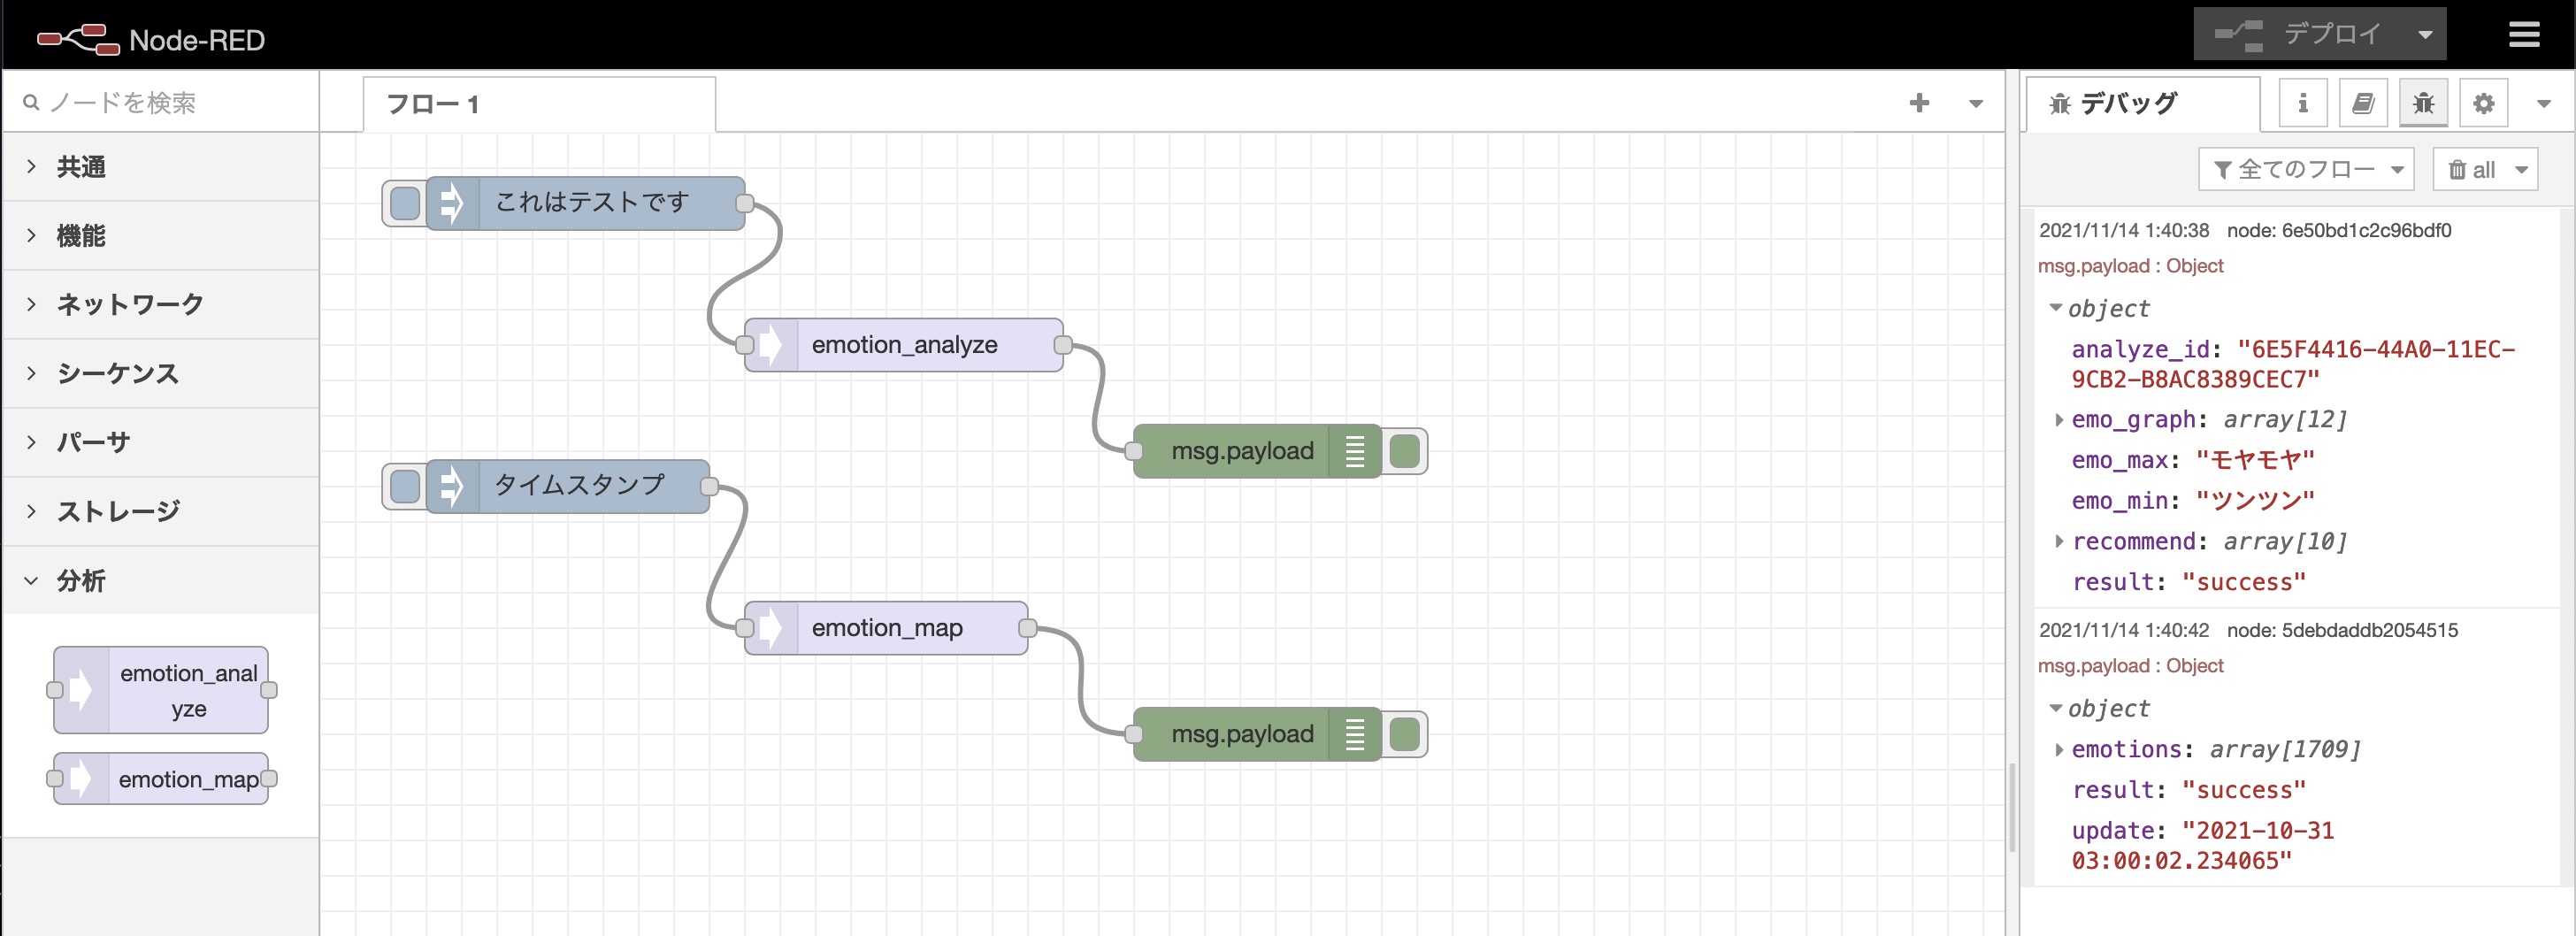 Node-RED
デプロイ
ノードを検索
フロー 1
デバッグ
i
共通
機能
ネットワーク
シーケンス
パーサ
ストレージ
分析
emotion_anal
yze
emotion_map
これはテストです
emotion_analyze
msg.payload
タイムスタンプ
emotion_map
msg.payload
全てのフロー
all
2021/11/14 1:40:38 node: 6e50bd1c2c96bdf0
msg.payload : Object
object
analyze_id: "6E5F4416-44A0-11EC-
9CB2-B8AC8389CEC7"
emo_graph: array[12]
emo_max: "モヤモヤ"
emo_min: "ツンツン"
recommend: array[10]
result: "success"
2021/11/14 1:40:42 node: 5debdaddb2054515
msg.payload : Object
object
emotions: array[1709]
result: "success"
update: "2021-10-31
03:00:02.234065"